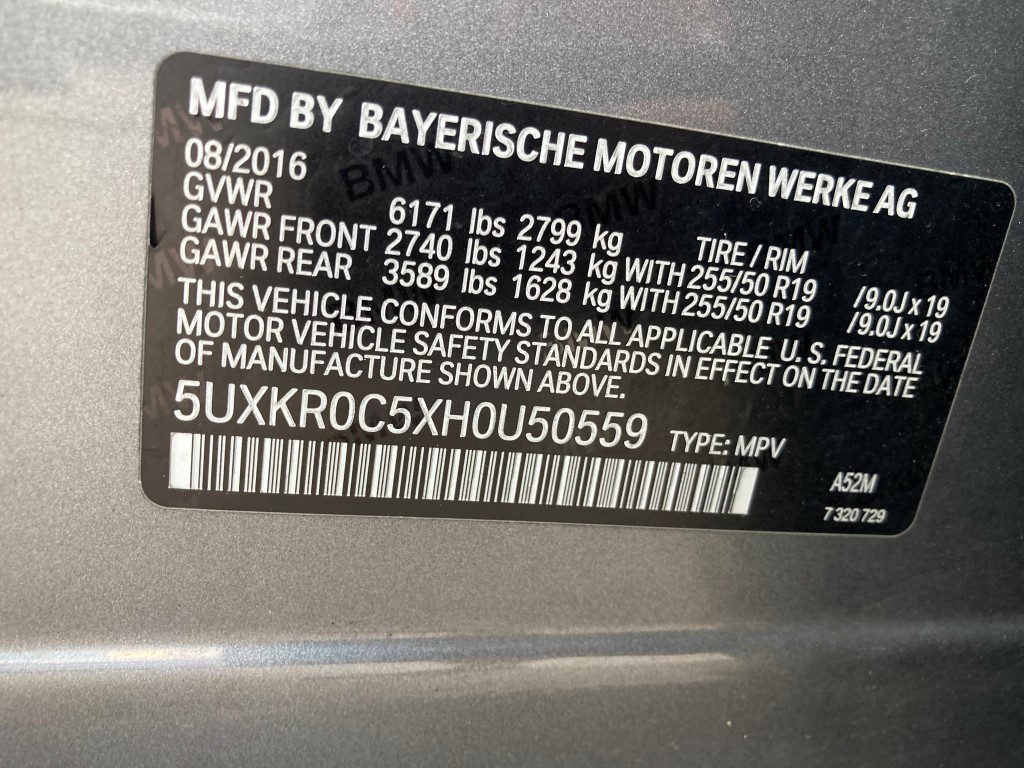 MFD BY BAYERISCHE MOTOREN WERKE AG
08/2016
GVWR 6171 lbs 2799 kg TIRE / RIM
GAWR FRONT 2740 lbs 1243 kg WITH 255/50 R19 /9.0J x 19
GAWR REAR 3589 lbs 1628 kg WITH 255/50 R19 /9.0J x 19
THIS VEHICLE CONFORMS TO ALL APPLICABLE U. S. FEDERAL
MOTOR VEHICLE SAFETY STANDARDS IN EFFECT ON THE DATE
OF MANUFACTURE SHOWN ABOVE.
5UXKR0C5XH0U50559 TYPE: MPV
A52M
7 320 729